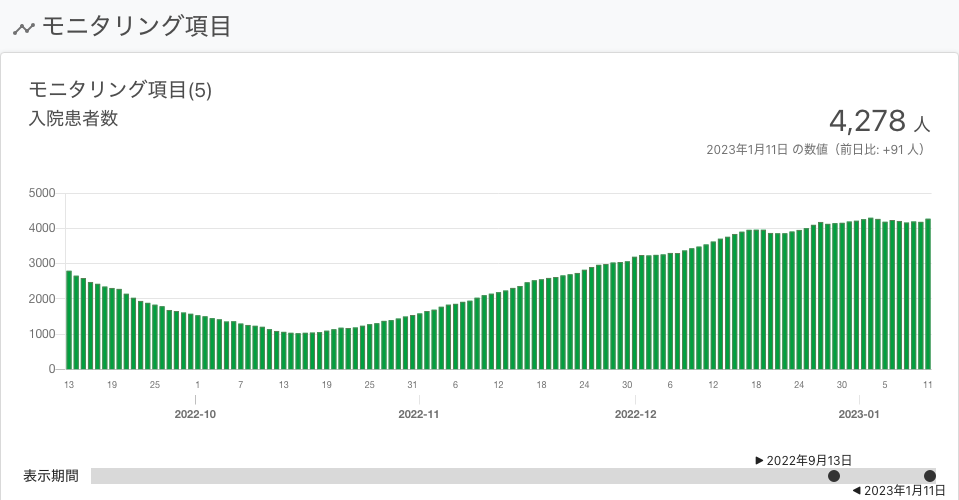 モニタリング項目
モニタリング項目(5)
入院患者数
4,278 人
2023年1月11日 の数値（前日比: +91 人）
5000
4000
3000
2000
1000
0
13 19 25 1 7 13 19 25 31 6 12 18 24 30 6 12 18 24 30 5 11
2022-10 2022-11 2022-12 2023-01
▶ 2022年9月13日
表示期間
◀ 2023年1月11日